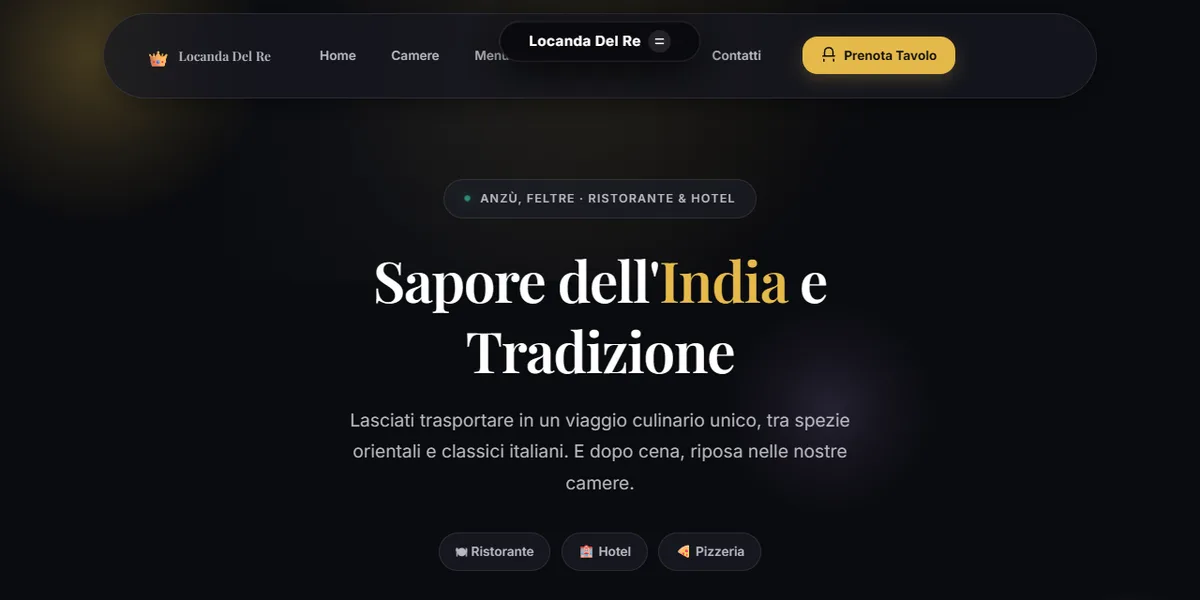 Locanda Del Re
Home
Camere
Menu
Locanda Del Re
Contatti
Prenota Tavolo
ANZÙ, FELTRE · RISTORANTE & HOTEL
Sapore dell'India e
Tradizione
Lasciati trasportare in un viaggio culinario unico, tra spezie
orientali e classici italiani. E dopo cena, riposa nelle nostre
camere.
Ristorante
Hotel
Pizzeria